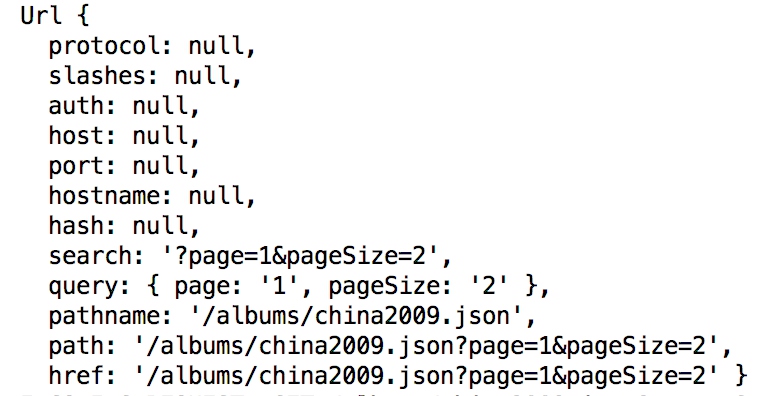 Url {
  protocol: null,
  slashes: null,
  auth: null,
  host: null,
  port: null,
  hostname: null,
  hash: null,
  search: '?page=1&pageSize=2',
  query: { page: '1', pageSize: '2' },
  pathname: '/albums/china2009.json',
  path: '/albums/china2009.json?page=1&pageSize=2',
  href: '/albums/china2009.json?page=1&pageSize=2' }